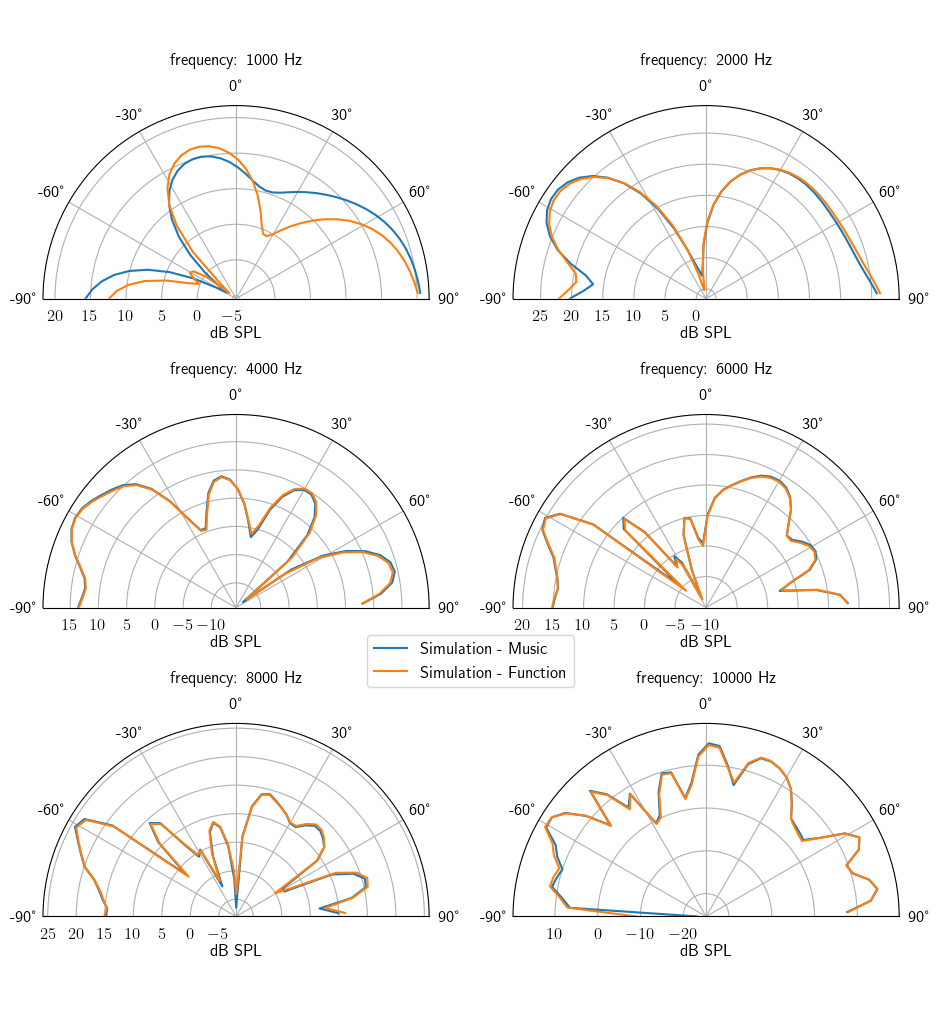 frequency: 1000 Hz
0°
-30° 30°
-60° 60°
-90° 90°
20 15 10 5 0 −5
dB SPL
frequency: 2000 Hz
0°
-30° 30°
-60° 60°
-90° 90°
25 20 15 10 5 0
dB SPL
frequency: 4000 Hz
0°
-30° 30°
-60° 60°
-90° 90°
15 10 5 0 −5 −10
dB SPL
frequency: 6000 Hz
0°
-30° 30°
-60° 60°
-90° 90°
20 15 10 5 0 −5 −10
dB SPL
Simulation - Music
Simulation - Function
frequency: 8000 Hz
0°
-30° 30°
-60° 60°
-90° 90°
25 20 15 10 5 0 −5
dB SPL
frequency: 10000 Hz
0°
-30° 30°
-60° 60°
-90° 90°
10 0 −10 −20
dB SPL